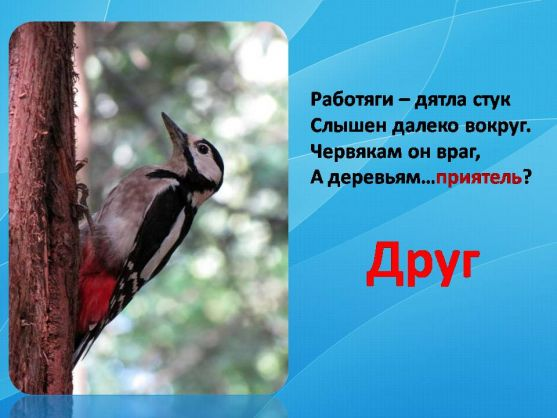 Работяги – дятла стук
Слышен далеко вокруг.
Червякам он враг,
А деревьям…приятель?
Друг